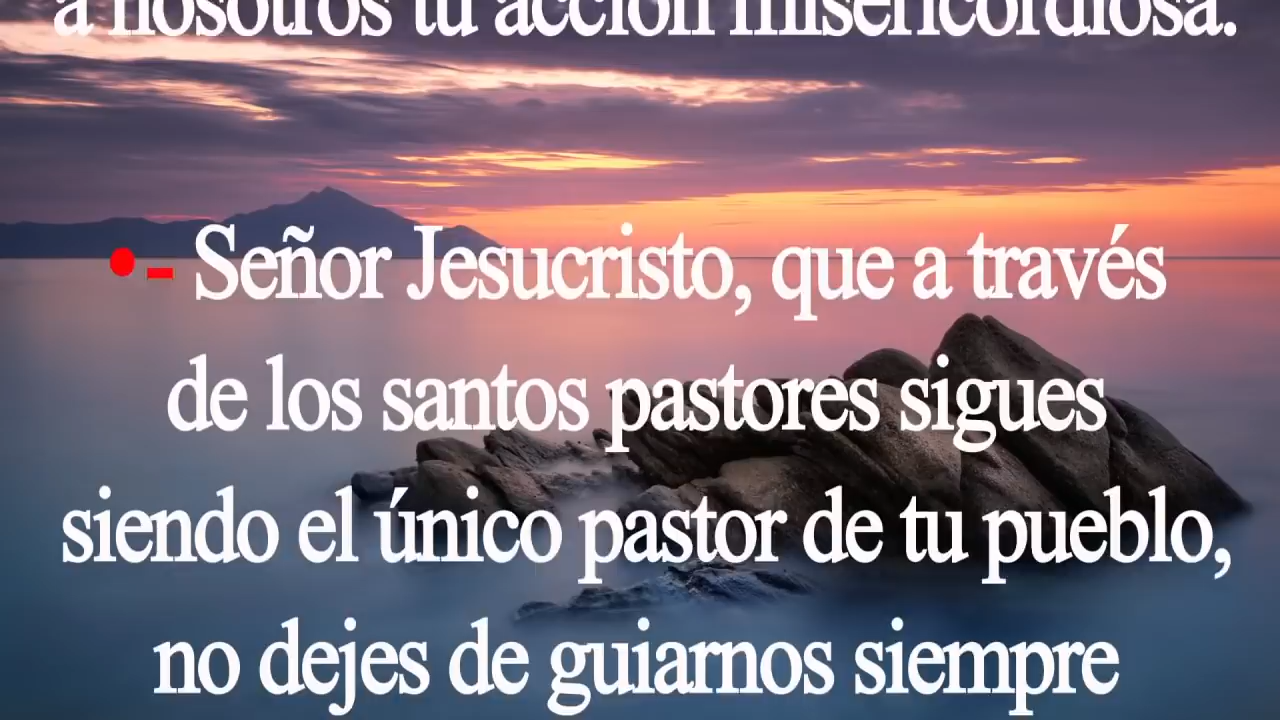 a nosotros tu acción misericordiosa.
•- Señor Jesucristo, que a través
de los santos pastores sigues
siendo el único pastor de tu pueblo,
no dejes de guiarnos siempre